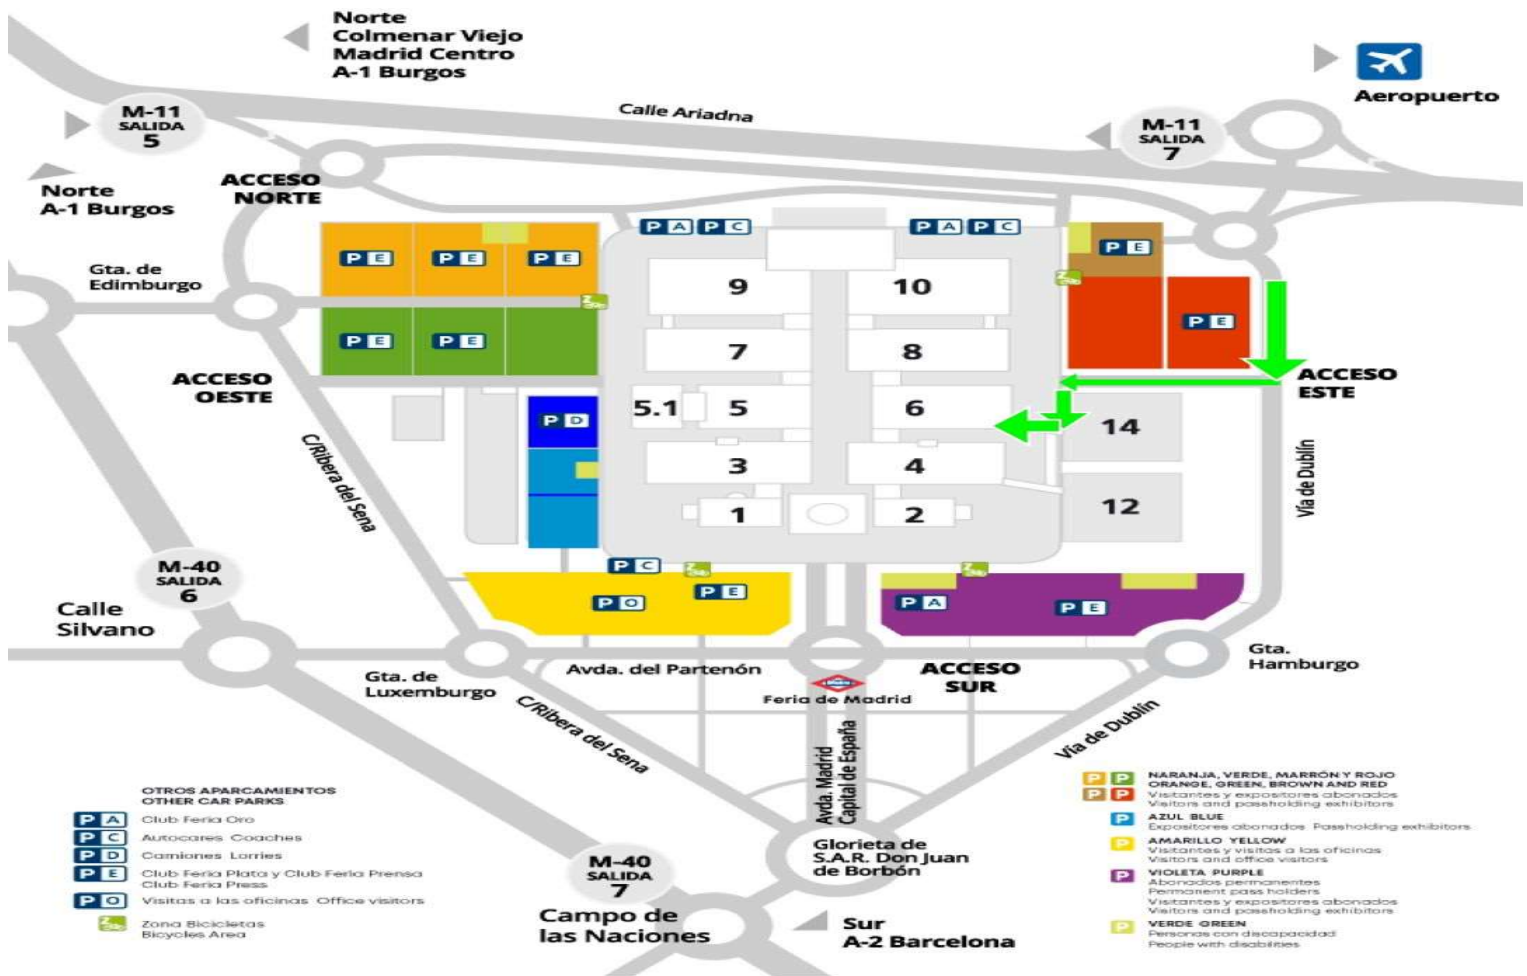 Norte
Colmenar Viejo
Madrid Centro
A-1 Burgos
Aeropuerto
M-11
SALIDA
5
Calle Ariadna
M-11
SALIDA
7
Norte
A-1 Burgos
ACCESO
NORTE
P A P C
P A P C
P E
P E
P E
P E
Gta. de
Edimburgo
9
10
P E
P E
P E
7
8
ACCESO
OESTE
ACCESO
ESTE
5.1
5
6
14
P D
3
4
C/Ribera del Sena
Vía de Dublín
1
2
12
M-40
SALIDA
6
P C
P E
P O
P A
P E
Calle
Silvano
Gta. de
Luxemburgo
Avda. del Partenón
ACCESO
SUR
Gta.
Hamburgo
Feria de Madrid
C/Ribera del Sena
Avda. Madrid
Capital de España
Vía de Dublín
OTROS APARCAMIENTOS
OTHER CAR PARKS
P A Club Feria Oro
P C Autocares Coaches
P D Camiones Lorries
P E Club Feria Plata y Club Feria Prensa
Club Feria Press
P O Visitas a las oficinas Office visitors
Zona Bicicletas
Bicycles Area
M-40
SALIDA
7
Campo de
las Naciones
Glorieta de
S.A.R. Don Juan
de Borbón
Sur
A-2 Barcelona
P P NARANJA, VERDE, MARRÓN Y ROJO
ORANGE, GREEN, BROWN AND RED
P P Visitantes y expositores abonados
Visitors and passholding exhibitors
P AZUL BLUE
Expositores abonados Passholding exhibitors
P AMARILLO YELLOW
Visitantes y visitas a las oficinas
Visitors and office visitors
P VIOLETA PURPLE
Abonados permanentes
Permanent pass holders
Visitantes y expositores abonados
Visitors and passholding exhibitors
P VERDE GREEN
Personas con discapacidad
People with disabilities